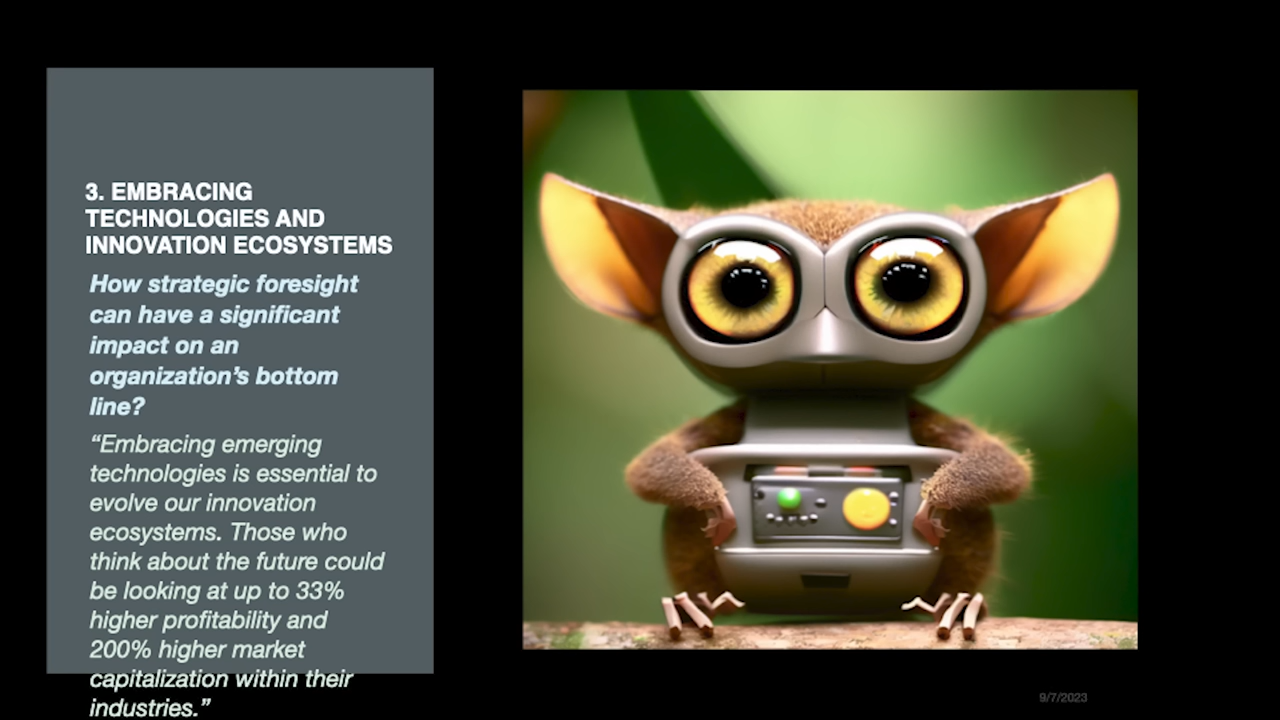 3. EMBRACING
TECHNOLOGIES AND
INNOVATION ECOSYSTEMS
How strategic foresight
can have a significant
impact on an
organization’s bottom
line?
“Embracing emerging
technologies is essential to
evolve our innovation
ecosystems. Those who
think about the future could
be looking at up to 33%
higher profitability and
200% higher market
capitalization within their
industries.”
9/7/2023